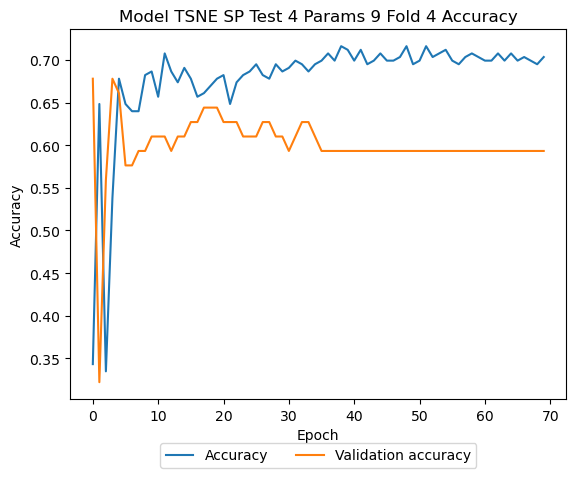 Model TSNE SP Test 4 Params 9 Fold 4 Accuracy
0.70
0.65
0.60
0.55
0.50
0.45
0.40
0.35
Accuracy
0 10 20 30 40 50 60 70
Epoch
Accuracy Validation accuracy